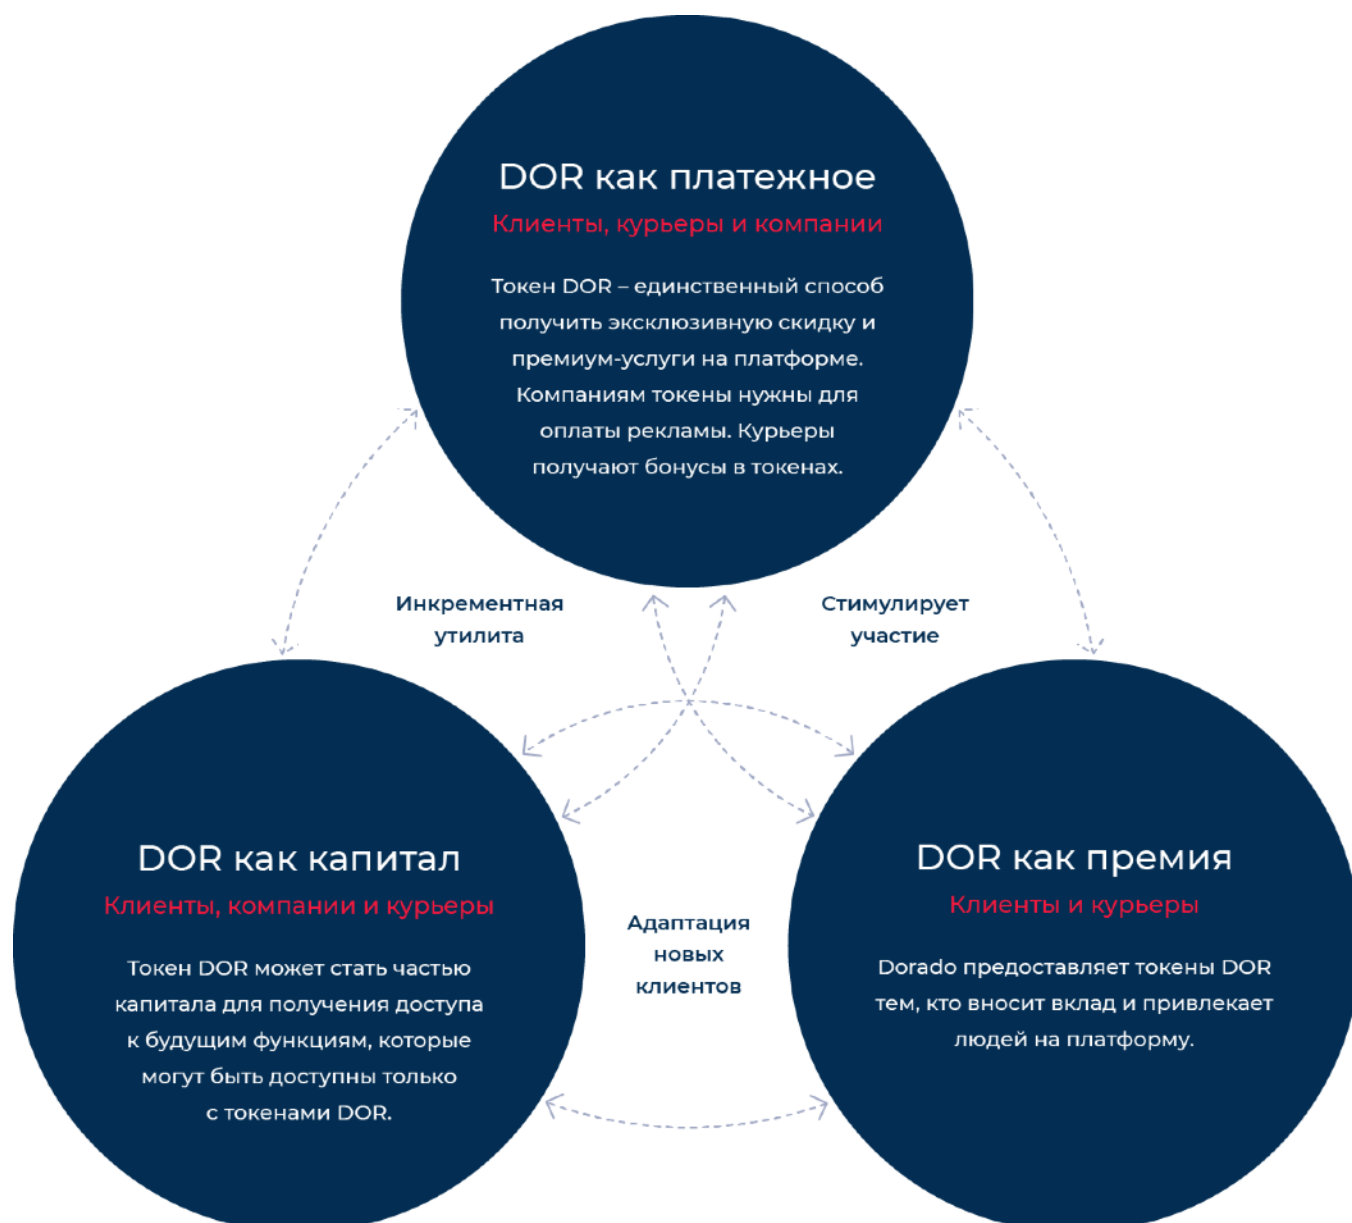 DOR как платежное
Клиенты, курьеры и компании
Токен DOR – единственный способ
получить эксклюзивную скидку и
премиум-услуги на платформе.
Компаниям токены нужны для
оплаты рекламы. Курьеры
получают бонусы в токенах.
Инкрементная
утилита
Стимулирует
участие
DOR как капитал
Клиенты, компании и курьеры
Токен DOR может стать частью
капитала для получения доступа
к будущим функциям, которые
могут быть доступны только
с токенами DOR.
Адаптация
новых
клиентов
DOR как премия
Клиенты и курьеры
Dorado предоставляет токены DOR
тем, кто вносит вклад и привлекает
людей на платформу.